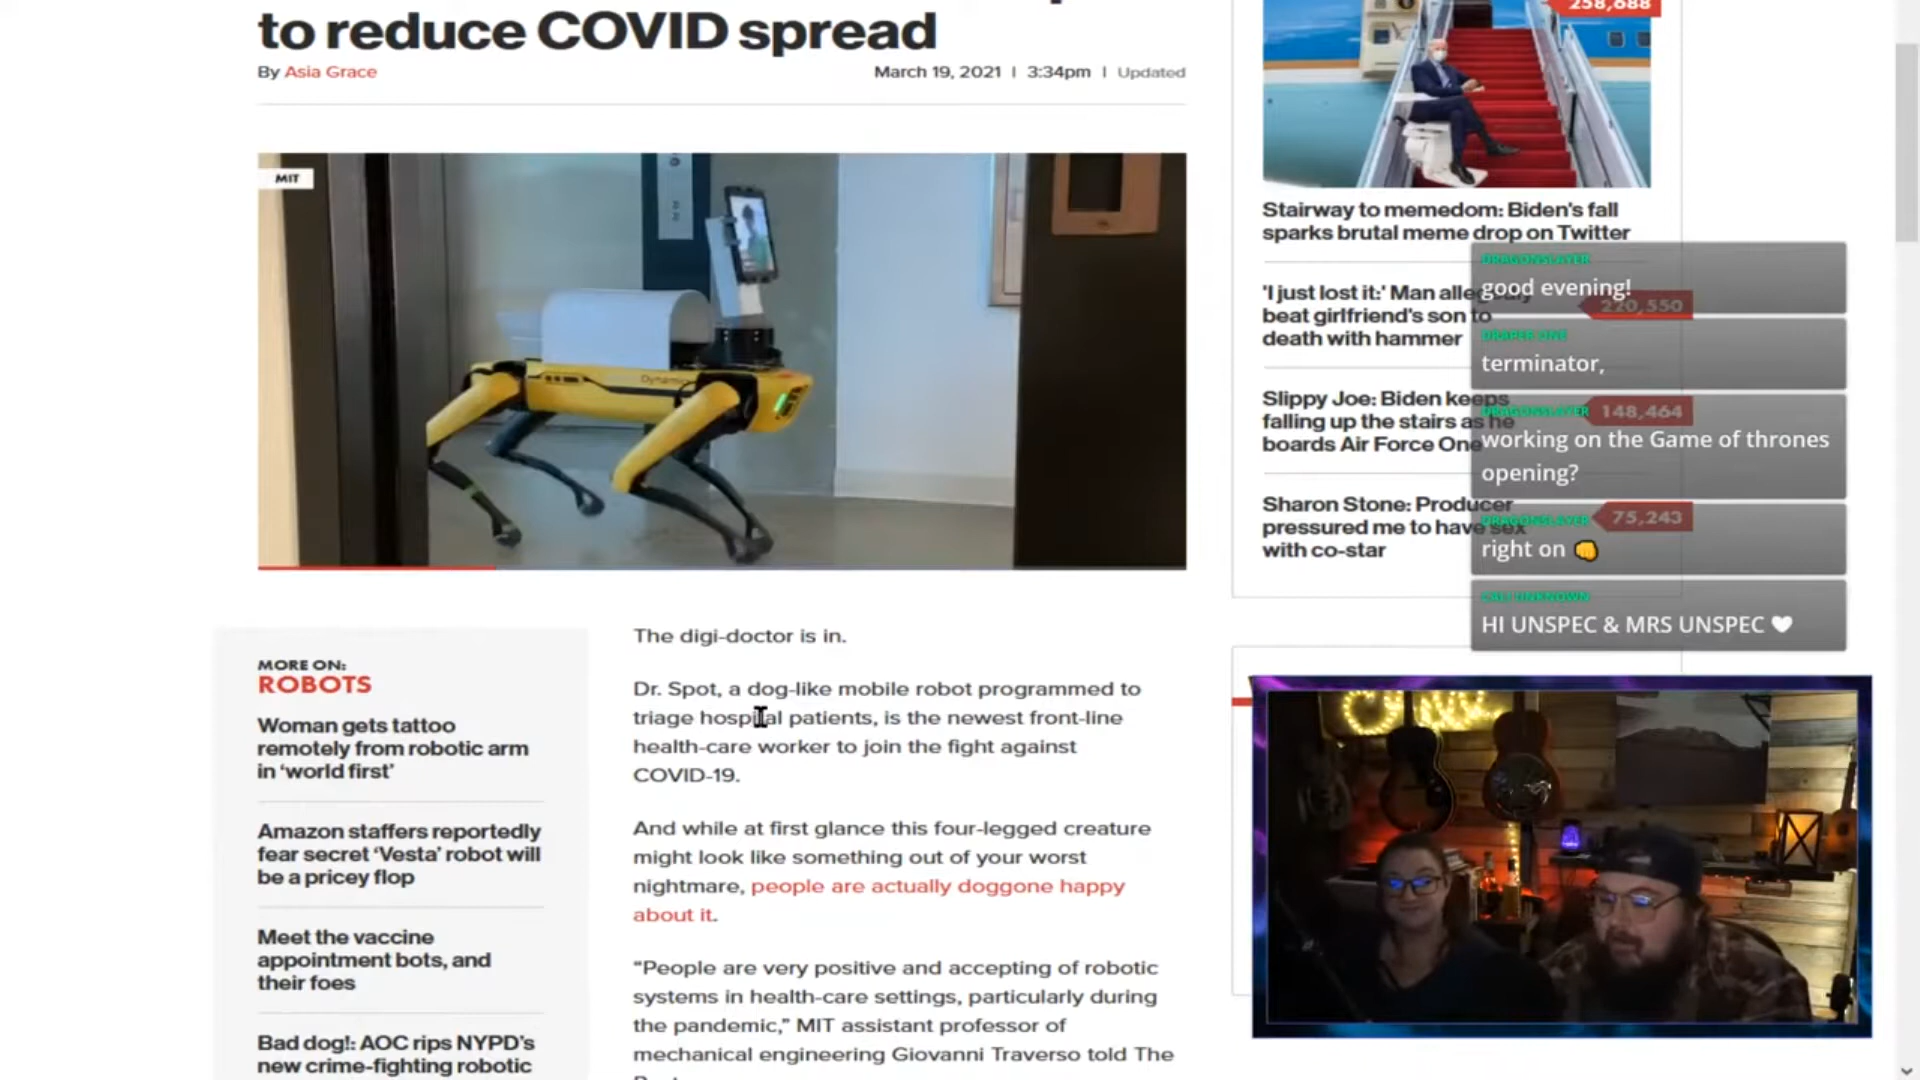 to reduce COVID spread
By Asia Grace
March 19, 2021 | 3:34pm | Updated
MIT
Dynamic
The digi-doctor is in.
Dr. Spot, a dog-like mobile robot programmed to
triage hospital patients, is the newest front-line
health-care worker to join the fight against
COVID-19.
And while at first glance this four-legged creature
might look like something out of your worst
nightmare, people are actually doggone happy
about it.
“People are very positive and accepting of robotic
systems in health-care settings, particularly during
the pandemic,” MIT assistant professor of
mechanical engineering Giovanni Traverso told The
MORE ON:
ROBOTS
Woman gets tattoo
remotely from robotic arm
in ‘world first’
Amazon staffers reportedly
fear secret ‘Vesta’ robot will
be a pricey flop
Meet the vaccine
appointment bots, and
their foes
Bad dog!: AOC rips NYPD’s
new crime-fighting robotic
258,688
Stairway to memedom: Biden's fall
sparks brutal meme drop on Twitter
'I just lost it:' Man allegedly
beat girlfriend's son to
death with hammer
220,550
Slippy Joe: Biden keeps
falling up the stairs as he
boards Air Force One
148,464
Sharon Stone: Producer
pressured me to have sex
with co-star
75,243
DRAGONSLAYER
good evening!
DRAPER ONE
terminator,
DRAGONSLAYER
working on the Game of thrones
opening?
DRAGONSLAYER
right on 👊
CALI UNKNOWN
HI UNSPEC & MRS UNSPEC 🤍